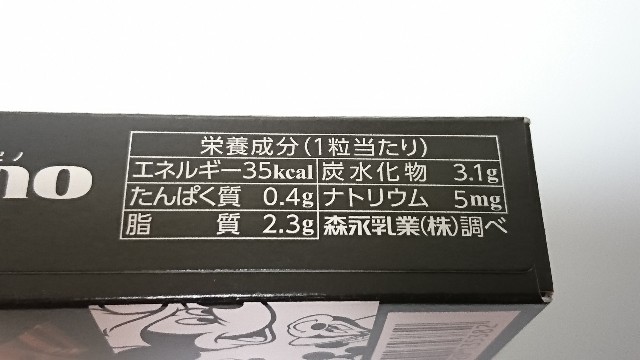 栄養成分(1粒当たり)
エネルギー35kcal 炭水化物 3.1g
たんぱく質 0.4g ナトリウム 5mg
脂 質 2.3g 森永乳業(株)調べ
no